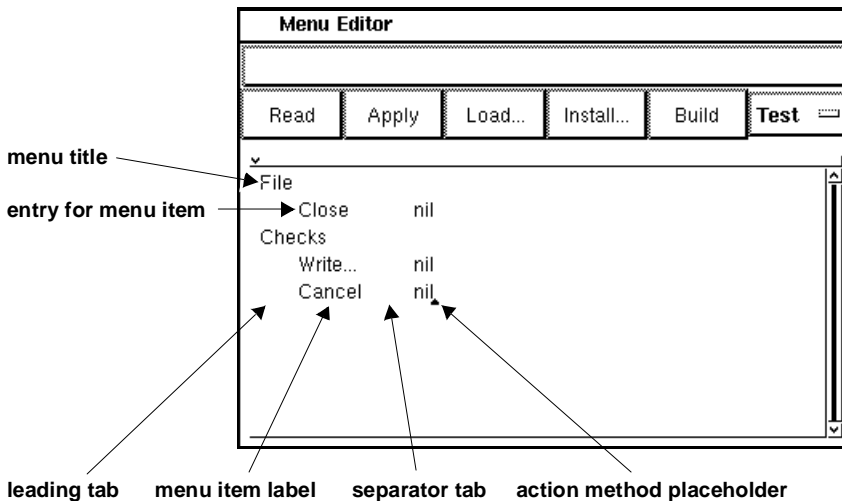 Menu Editor
Read Apply Load... Install... Build Test
menu title
File
entry for menu item
Close nil
Checks
Write... nil
Cancel nil
leading tab menu item label separator tab action method placeholder